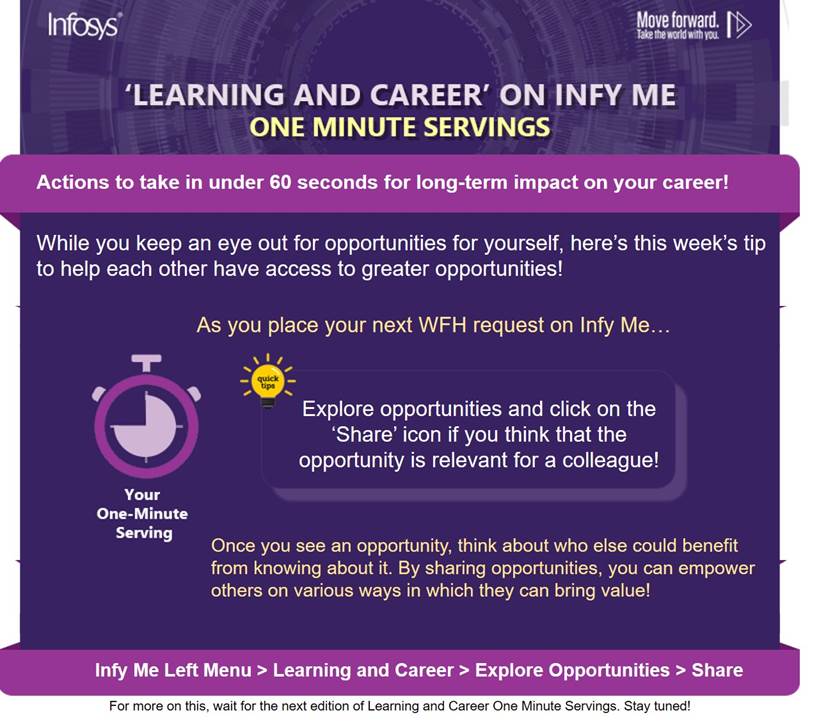 Infosys®
Move forward.
Take the world with you.
‘LEARNING AND CAREER’ ON INFY ME
ONE MINUTE SERVINGS
Actions to take in under 60 seconds for long-term impact on your career!
While you keep an eye out for opportunities for yourself, here’s this week’s tip
to help each other have access to greater opportunities!
As you place your next WFH request on Infy Me…
quick
tips
Explore opportunities and click on the
‘Share’ icon if you think that the
opportunity is relevant for a colleague!
Your
One-Minute
Serving
Once you see an opportunity, think about who else could benefit
from knowing about it. By sharing opportunities, you can empower
others on various ways in which they can bring value!
Infy Me Left Menu > Learning and Career > Explore Opportunities > Share
For more on this, wait for the next edition of Learning and Career One Minute Servings. Stay tuned!